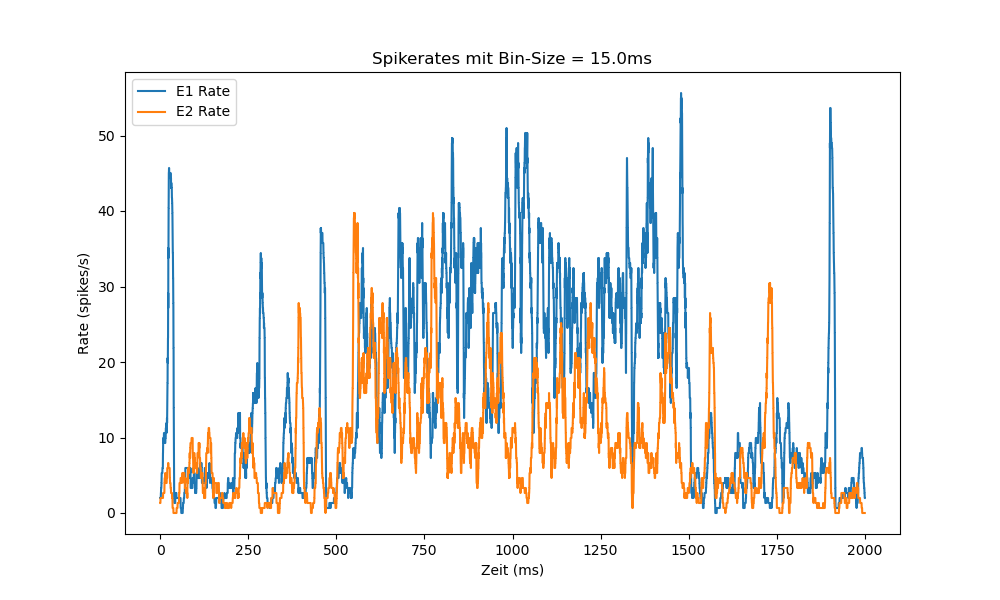 Spikerates mit Bin-Size = 15.0ms
E1 Rate
E2 Rate
Rate (spikes/s)
50
40
30
20
10
0
0 250 500 750 1000 1250 1500 1750 2000
Zeit (ms)